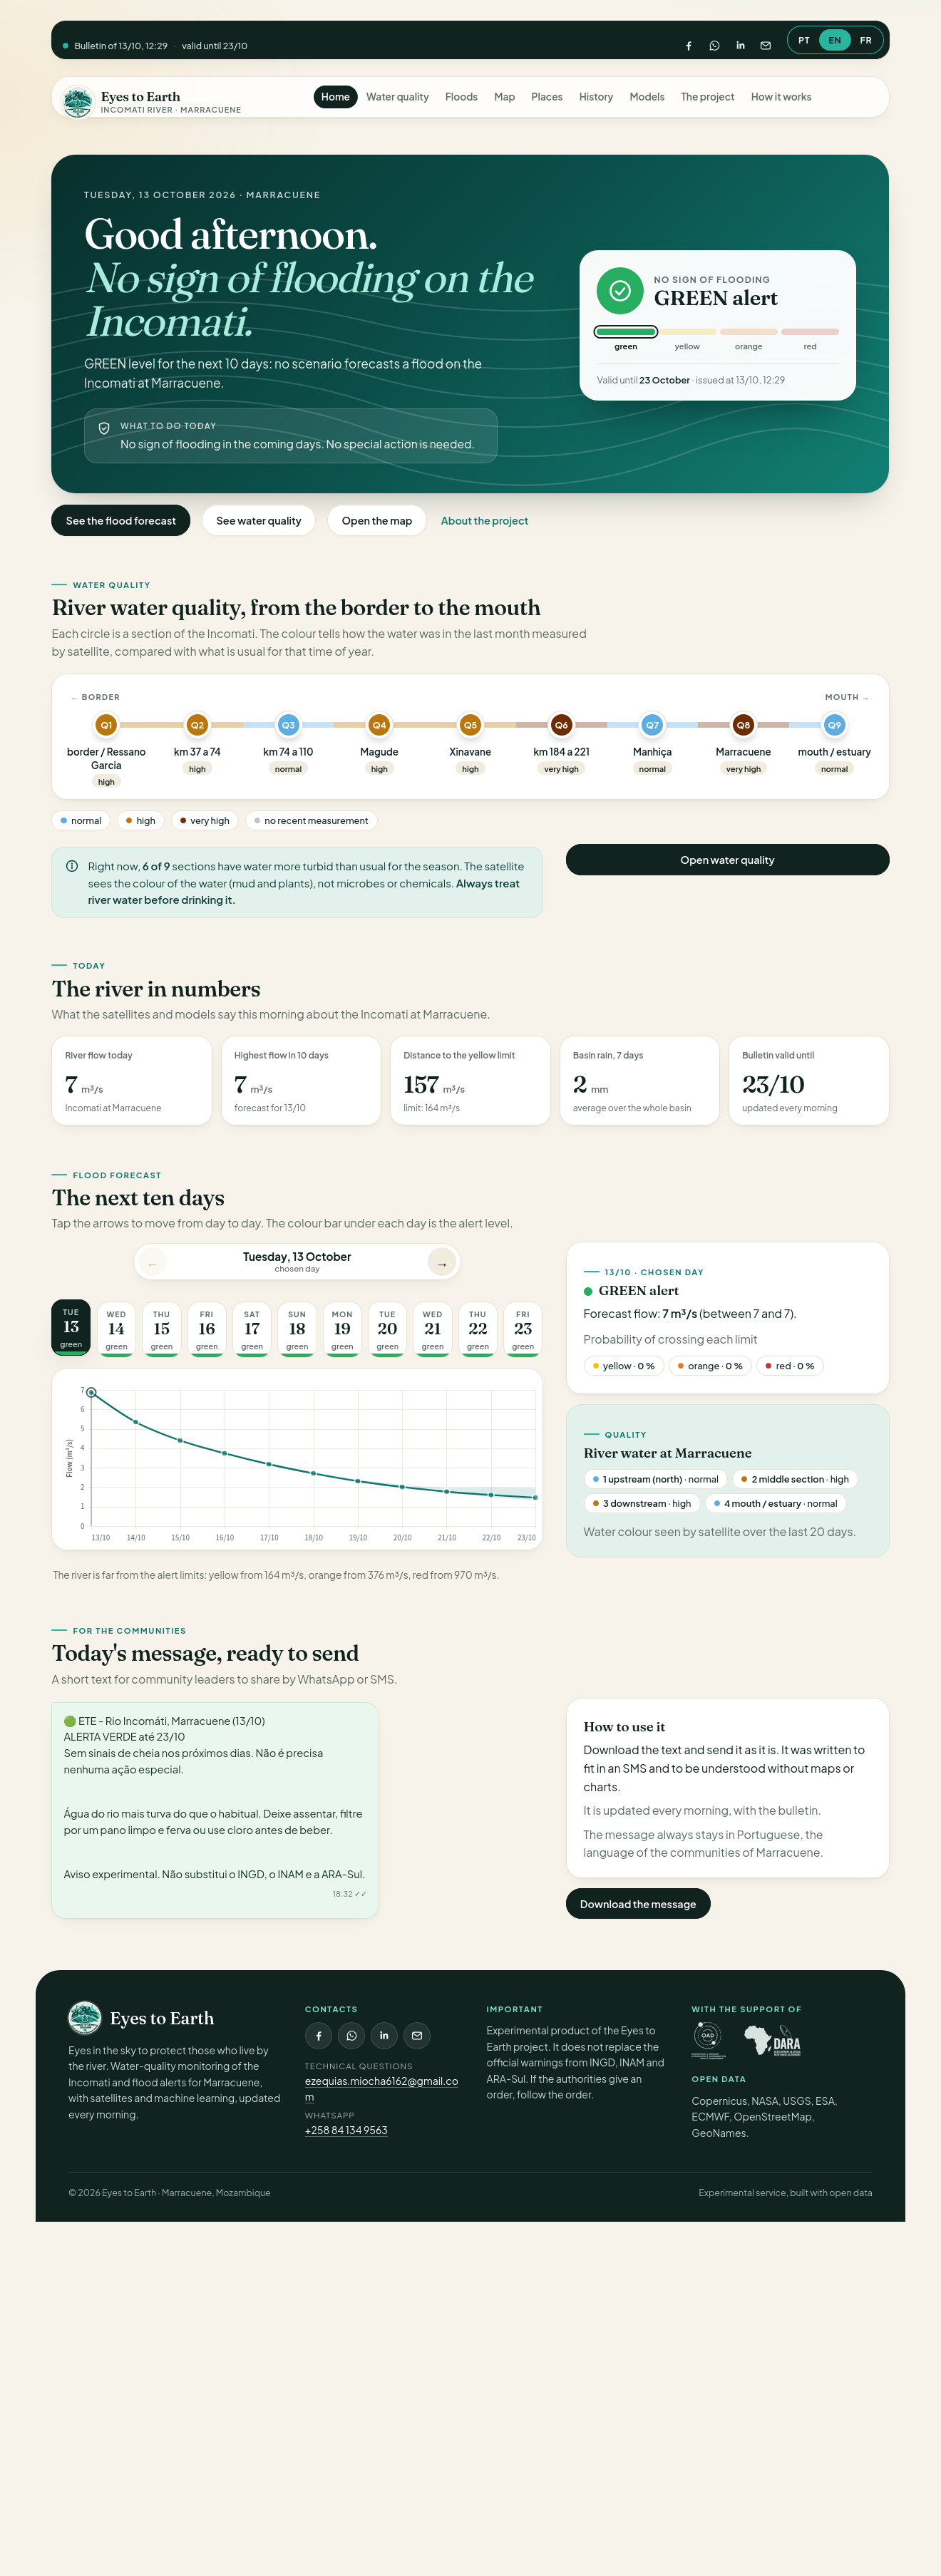 Bulletin of 13/10, 12:29 · valid until 23/10
PT EN FR
Eyes to Earth
INCOMATI RIVER · MARRACUENE
Home Water quality Floods Map Places History Models The project How it works
TUESDAY, 13 OCTOBER 2026 · MARRACUENE
Good afternoon.
No sign of flooding on the
Incomati.
GREEN level for the next 10 days: no scenario forecasts a flood on the
Incomati at Marracuene.
WHAT TO DO TODAY
No sign of flooding in the coming days. No special action is needed.
NO SIGN OF FLOODING
GREEN alert
green yellow orange red
Valid until 23 October · issued at 13/10, 12:29
See the flood forecast See water quality Open the map About the project
WATER QUALITY
River water quality, from the border to the mouth
Each circle is a section of the Incomati. The colour tells how the water was in the last month measured
by satellite, compared with what is usual for that time of year.
← BORDER MOUTH →
Q1 Q2 Q3 Q4 Q5 Q6 Q7 Q8 Q9
border / Ressano
Garcia
high
km 37 a 74
high
km 74 a 110
normal
Magude
high
Xinavane
high
km 184 a 221
very high
Manhiça
normal
Marracuene
very high
mouth / estuary
normal
normal high very high no recent measurement
Right now, 6 of 9 sections have water more turbid than usual for the season. The satellite
sees the colour of the water (mud and plants), not microbes or chemicals. Always treat
river water before drinking it.
Open water quality
TODAY
The river in numbers
What the satellites and models say this morning about the Incomati at Marracuene.
River flow today
7 m³/s
Incomati at Marracuene
Highest flow in 10 days
7 m³/s
forecast for 13/10
Distance to the yellow limit
157 m³/s
limit: 164 m³/s
Basin rain, 7 days
2 mm
average over the whole basin
Bulletin valid until
23/10
updated every morning
FLOOD FORECAST
The next ten days
Tap the arrows to move from day to day. The colour bar under each day is the alert level.
← Tuesday, 13 October →
chosen day
TUE WED THU FRI SAT SUN MON TUE WED THU FRI
13 14 15 16 17 18 19 20 21 22 23
green green green green green green green green green green green
Flow (m³/s)
7
6
5
4
3
2
1
0
13/10 14/10 15/10 16/10 17/10 18/10 19/10 20/10 21/10 22/10 23/10
The river is far from the alert limits: yellow from 164 m³/s, orange from 376 m³/s, red from 970 m³/s.
13/10 · CHOSEN DAY
GREEN alert
Forecast flow: 7 m³/s (between 7 and 7).
Probability of crossing each limit
yellow · 0 % orange · 0 % red · 0 %
QUALITY
River water at Marracuene
1 upstream (north) · normal 2 middle section · high
3 downstream · high 4 mouth / estuary · normal
Water colour seen by satellite over the last 20 days.
FOR THE COMMUNITIES
Today's message, ready to send
A short text for community leaders to share by WhatsApp or SMS.
ETE - Rio Incomáti, Marracuene (13/10)
ALERTA VERDE até 23/10
Sem sinais de cheia nos próximos dias. Não é precisa
nenhuma ação especial.
Água do rio mais turva do que o habitual. Deixe assentar, filtre
por um pano limpo e ferva ou use cloro antes de beber.
Aviso experimental. Não substitui o INGD, o INAM e a ARA-Sul.
18:32 ✓✓
How to use it
Download the text and send it as it is. It was written to
fit in an SMS and to be understood without maps or
charts.
It is updated every morning, with the bulletin.
The message always stays in Portuguese, the
language of the communities of Marracuene.
Download the message
Eyes to Earth
Eyes in the sky to protect those who live by
the river. Water-quality monitoring of the
Incomati and flood alerts for Marracuene,
with satellites and machine learning, updated
every morning.
CONTACTS
TECHNICAL QUESTIONS
ezequias.miocha6162@gmail.co
m
WHATSAPP
+258 84 134 9563
IMPORTANT
Experimental product of the Eyes to
Earth project. It does not replace the
official warnings from INGD, INAM and
ARA-Sul. If the authorities give an
order, follow the order.
WITH THE SUPPORT OF
OAD
DARA
OPEN DATA
Copernicus, NASA, USGS, ESA,
ECMWF, OpenStreetMap,
GeoNames.
© 2026 Eyes to Earth · Marracuene, Mozambique
Experimental service, built with open data